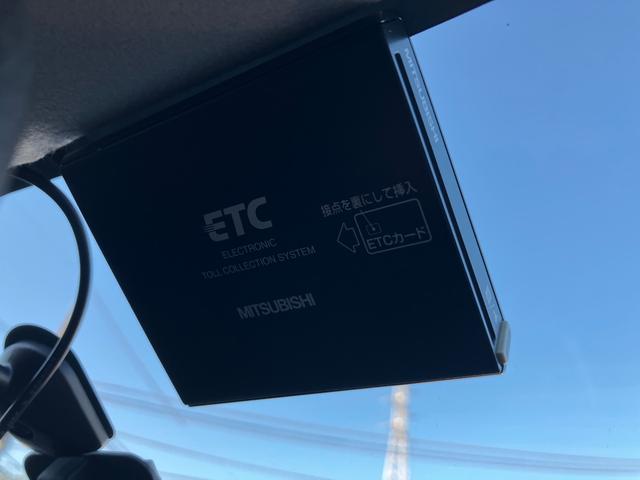 MITSUBISHI
ETC
ELECTRONIC
TOLL COLLECTION SYSTEM
接点を裏にして挿入
ETCカード
MITSUBISHI